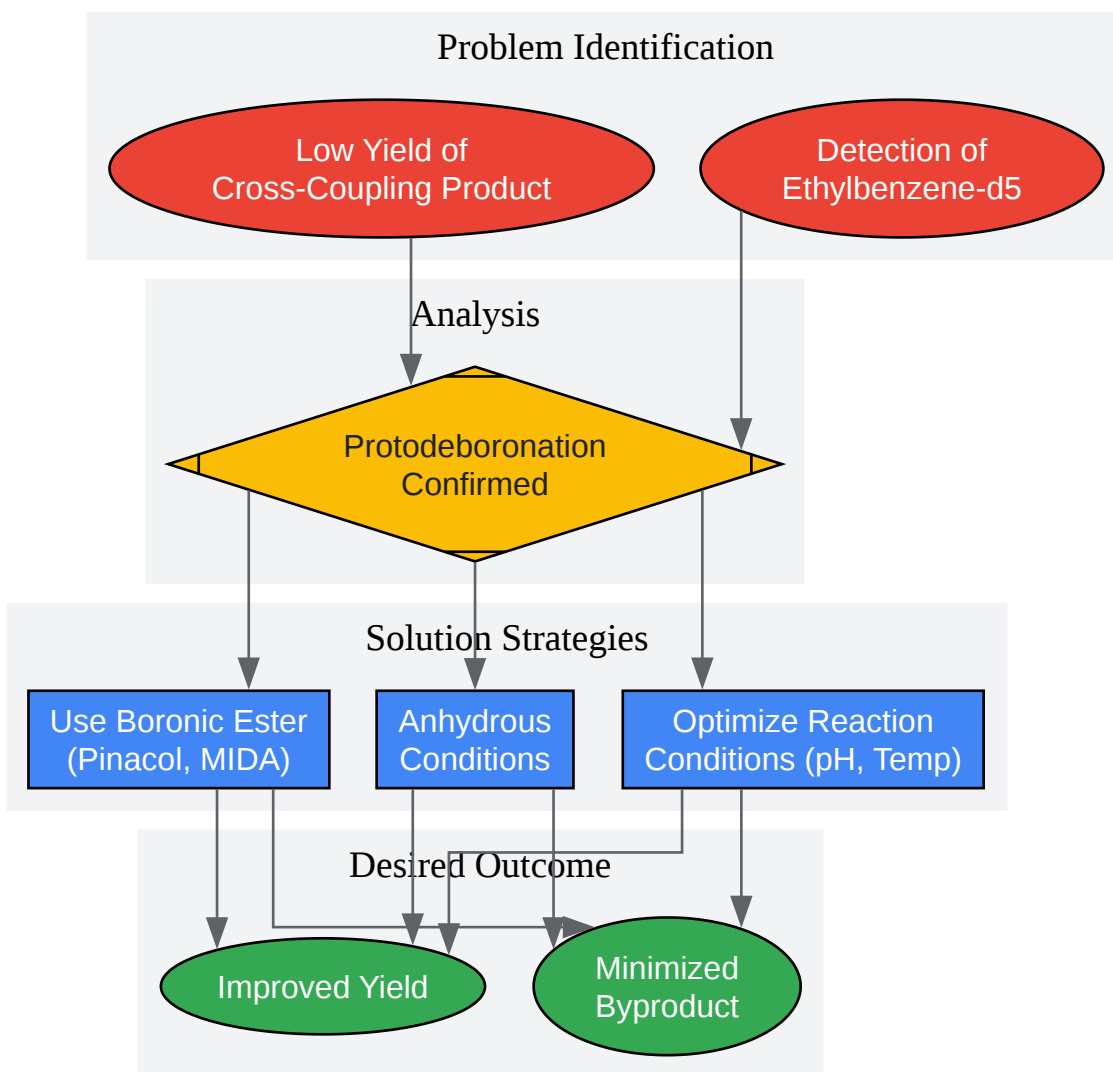 Problem Identification
Low Yield of
Cross-Coupling Product
Detection of
Ethylbenzene-d5
Analysis
Protodeboronation
Confirmed
Solution Strategies
Use Boronic Ester
(Pinacol, MIDA)
Anhydrous
Conditions
Optimize Reaction
Conditions (pH, Temp)
Desired Outcome
Improved Yield
Minimized
Byproduct